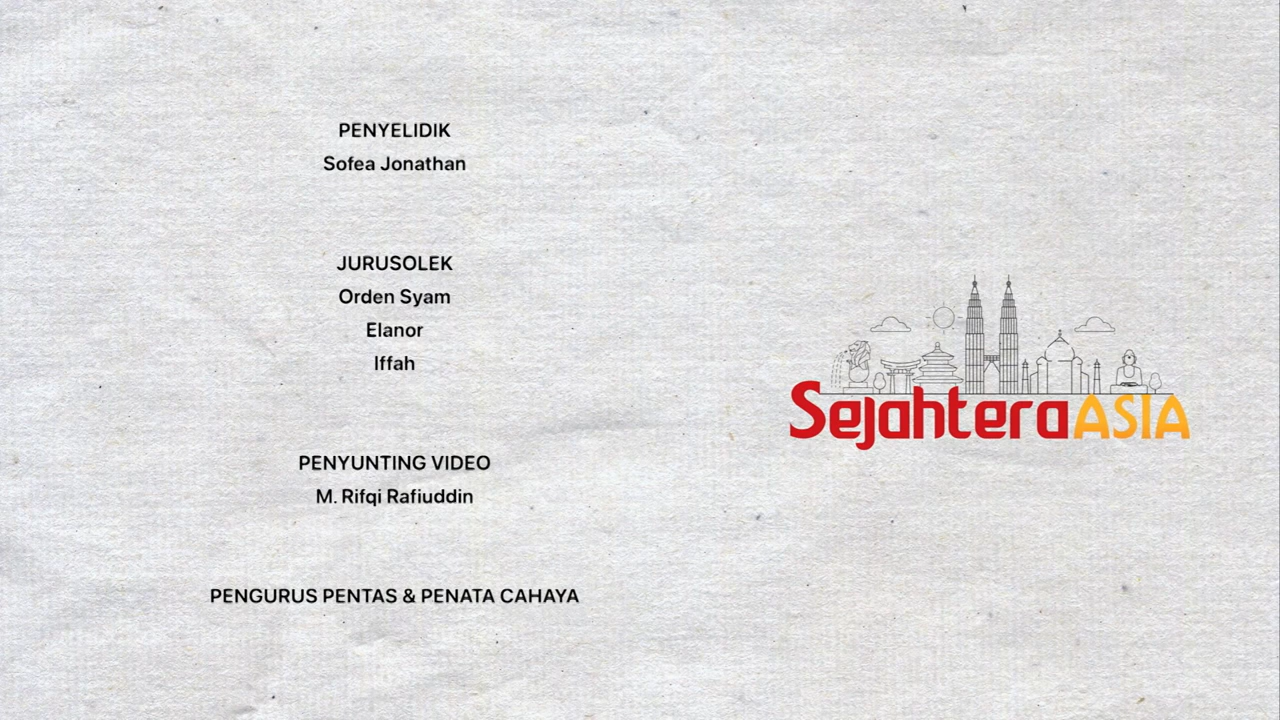 PENYELIDIK
Sofea Jonathan
JURUSOLEK
Orden Syam
Elanor
Iffah
PENYUNTING VIDEO
M. Rifqi Rafiuddin
PENGURUS PENTAS & PENATA CAHAYA
SejahteraASIA